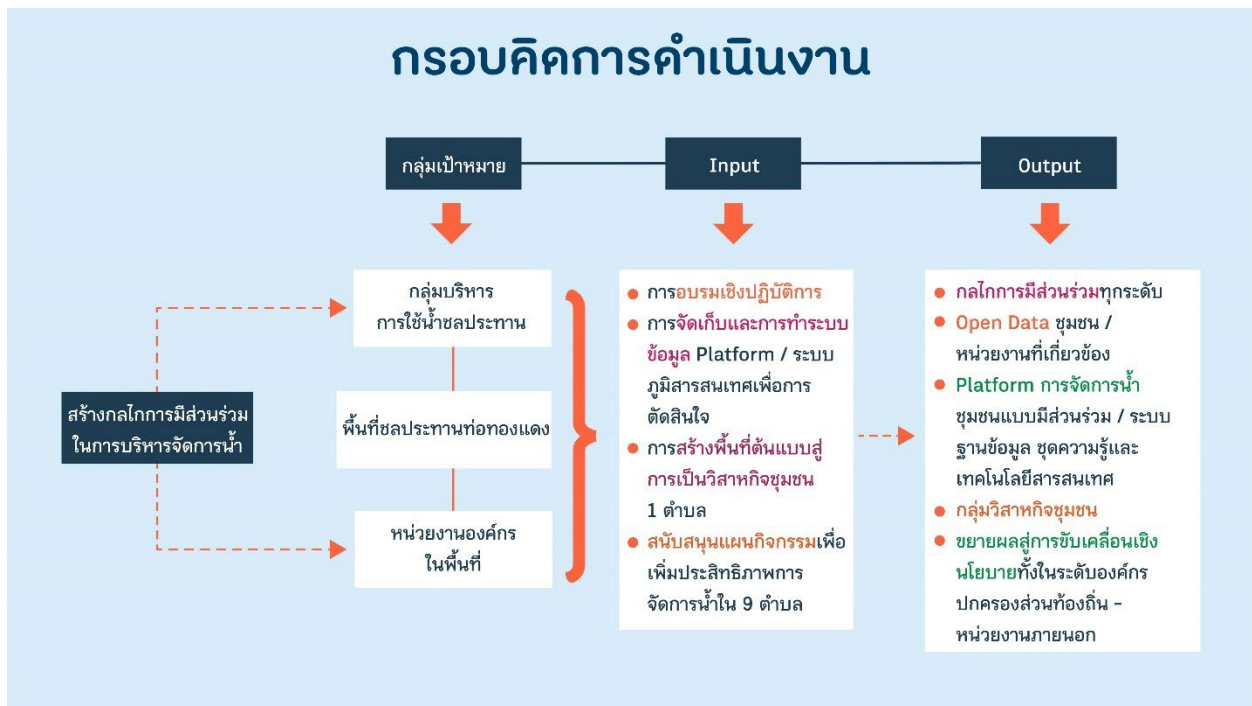 กรอบคิดการดำเนินงาน
กลุ่มเป้าหมาย
Input
Output
สร้างกลไกการมีส่วนร่วม
ในการบริหารจัดการน้ำ
กลุ่มบริหาร
การใช้น้ำชลประทาน
พื้นที่ชลประทานท่อทองแดง
หน่วยงานองค์กร
ในพื้นที่
การอบรมเชิงปฏิบัติการ
การจัดเก็บและการทำระบบ
ข้อมูล Platform / ระบบ
ภูมิสารสนเทศเพื่อการ
ตัดสินใจ
การสร้างพื้นที่ต้นแบบสู่
การเป็นวิสาหกิจชุมชน
1 ตำบล
สนับสนุนแผนกิจกรรมเพื่อ
เพิ่มประสิทธิภาพการ
จัดการน้ำใน 9 ตำบล
กลไกการมีส่วนร่วมทุกระดับ
Open Data ชุมชน /
หน่วยงานที่เกี่ยวข้อง
Platform การจัดการน้ำ
ชุมชนแบบมีส่วนร่วม / ระบบ
ฐานข้อมูล ชุดความรู้และ
เทคโนโลยีสารสนเทศ
กลุ่มวิสาหกิจชุมชน
ขยายผลสู่การขับเคลื่อนเชิง
นโยบายทั้งในระดับองค์กร
ปกครองส่วนท้องถิ่น -
หน่วยงานภายนอก